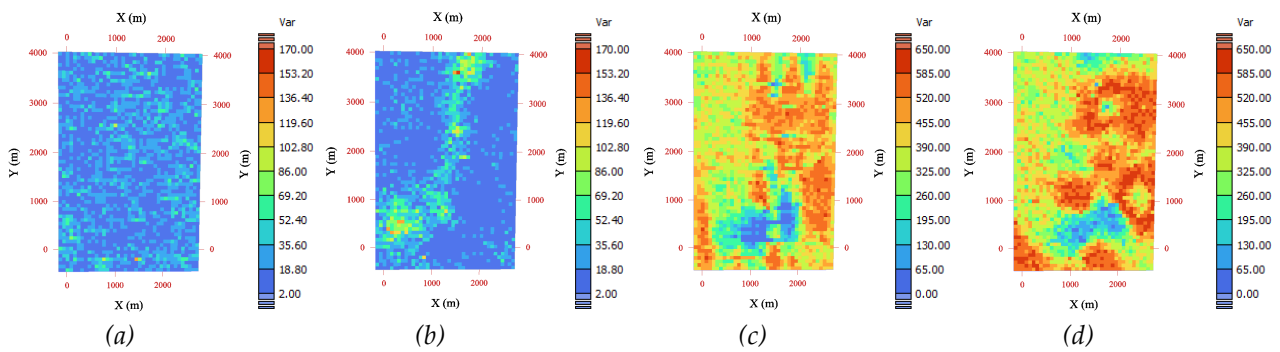 X (m)
0 1000 2000
Var
4000 4000
3000 3000
2000 2000
1000 1000
0 0
Y (m)
Y (m)
0 1000 2000
X (m)
170.00
153.20
136.40
119.60
102.80
86.00
69.20
52.40
35.60
18.80
2.00
(a)
X (m)
0 1000 2000
Var
4000 4000
3000 3000
2000 2000
1000 1000
0 0
Y (m)
Y (m)
0 1000 2000
X (m)
170.00
153.20
136.40
119.60
102.80
86.00
69.20
52.40
35.60
18.80
2.00
(b)
X (m)
0 1000 2000
Var
4000 4000
3000 3000
2000 2000
1000 1000
0 0
Y (m)
Y (m)
0 1000 2000
X (m)
650.00
585.00
520.00
455.00
390.00
325.00
260.00
195.00
130.00
65.00
0.00
(c)
X (m)
0 1000 2000
Var
4000 4000
3000 3000
2000 2000
1000 1000
0 0
Y (m)
Y (m)
0 1000 2000
X (m)
650.00
585.00
520.00
455.00
390.00
325.00
260.00
195.00
130.00
65.00
0.00
(d)